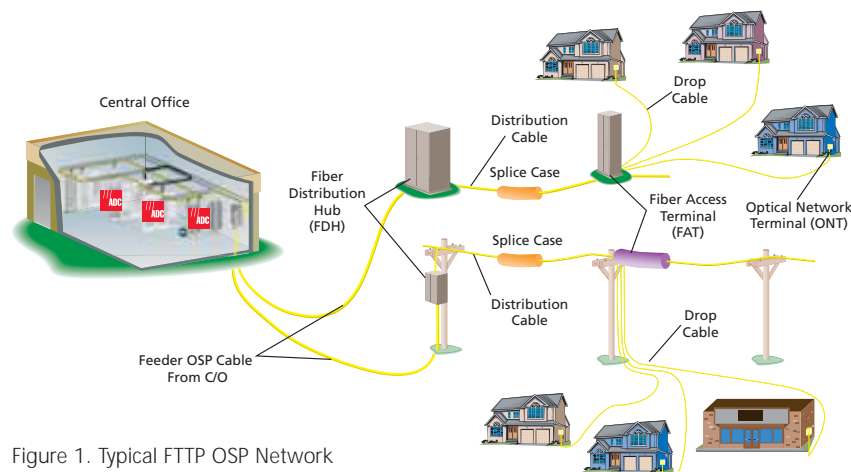 Central Office
ADC
ADC
ADC
Fiber
Distribution
Hub
(FDH)
Distribution
Cable
Splice Case
Drop
Cable
Fiber Access
Terminal
(FAT)
Optical Network
Terminal (ONT)
Splice Case
Distribution
Cable
Drop
Cable
Feeder OSP Cable
From C/O
Figure 1. Typical FTTP OSP Network